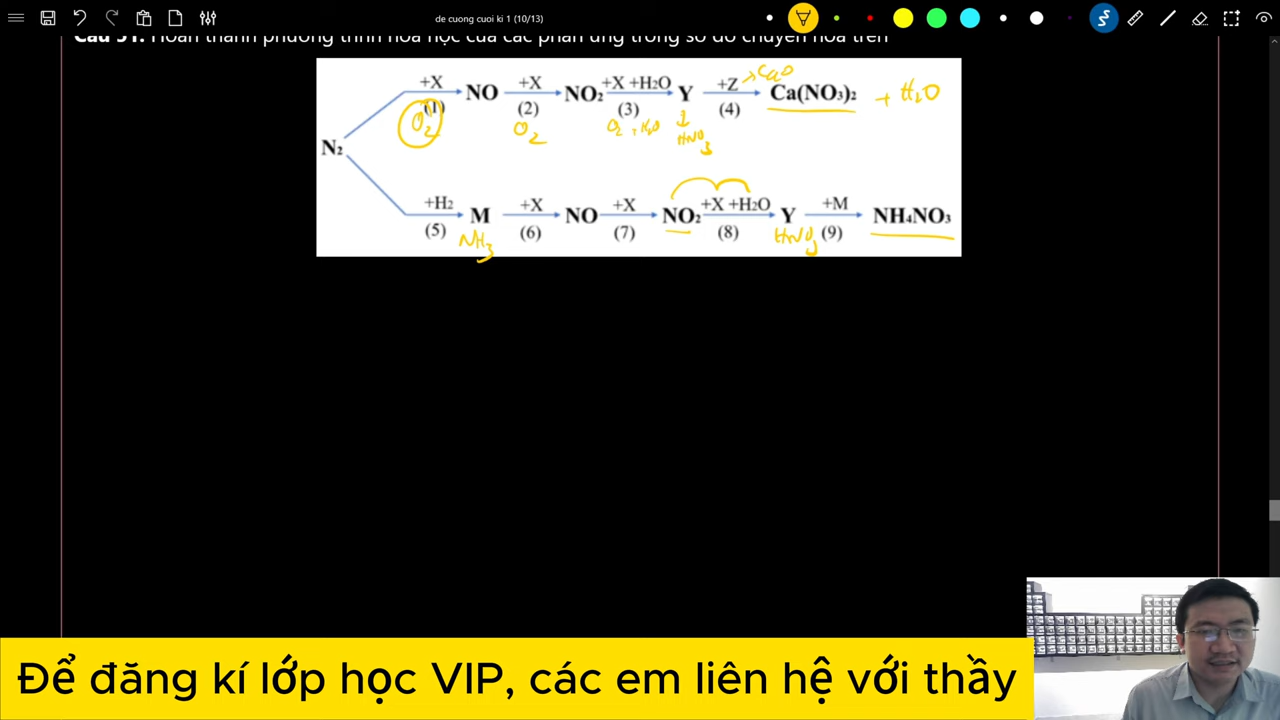 de cuong cuoi ki 1 (10/13)
Câu 51. Hoàn thành phương trình hóa học của các phản ứng trong sơ đồ chuyển hóa trên
N₂ +X (1) NO +X (2) NO₂ +X +H₂O (3) Y +Z (4) Ca(NO₃)₂ + H₂O
O₂ O₂ O₂ + H₂O HNO₃ → CaO
+H₂ (5) M +X (6) NO +X (7) NO₂ +X +H₂O (8) Y +M (9) NH₄NO₃
NH₃ HNO₃
Để đăng kí lớp học VIP, các em liên hệ với thầy